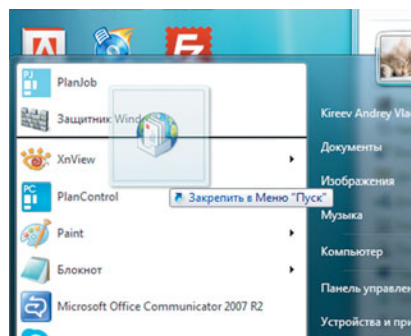 PlanJob
Защитник Wind
XnView
PlanControl
Paint
Блокнот
Microsoft Office Communicator 2007 R2
Закрепить в Меню "Пуск"
Kireev Andrey Vla
Документы
Изображения
Музыка
Компьютер
Панель управлен
Устройства и при